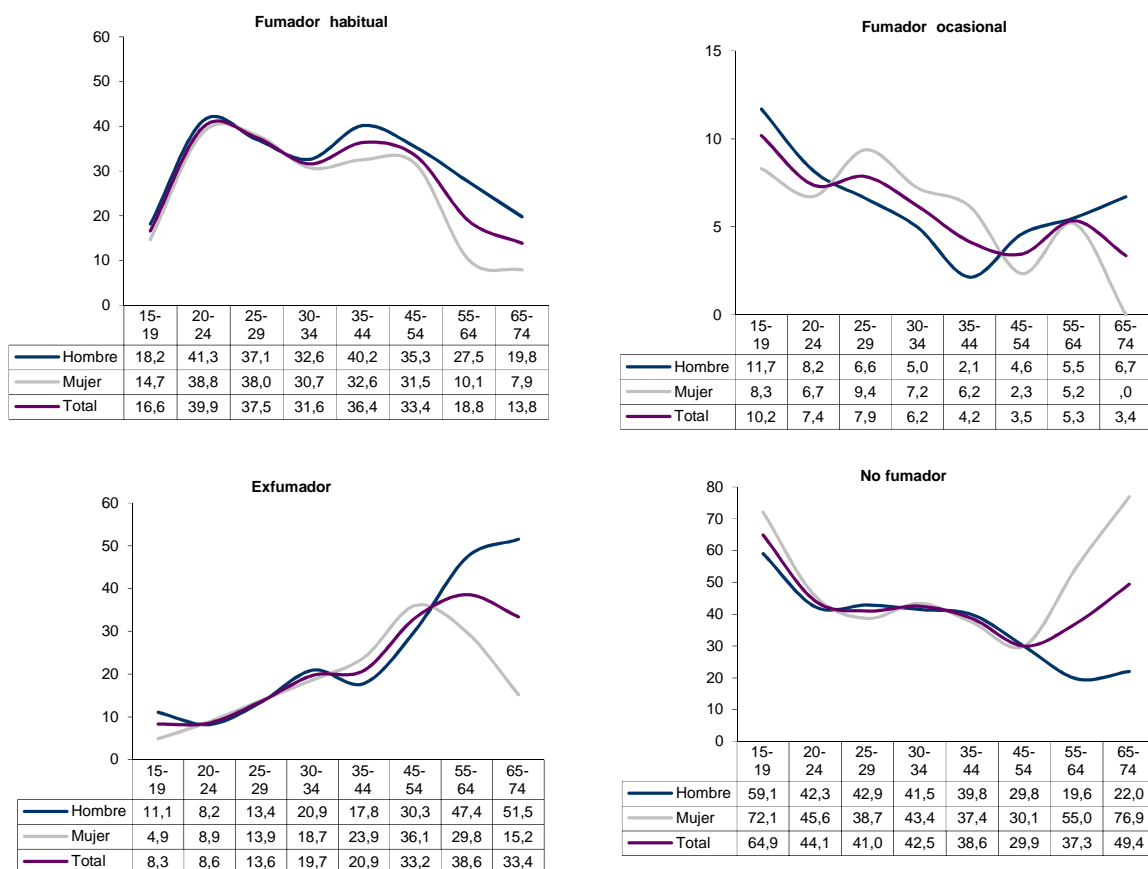 Fumador habitual
60
50
40
30
20
10
0
15-19 20-24 25-29 30-34 35-44 45-54 55-64 65-74
Hombre 18,2 41,3 37,1 32,6 40,2 35,3 27,5 19,8
Mujer 14,7 38,8 38,0 30,7 32,6 31,5 10,1 7,9
Total 16,6 39,9 37,5 31,6 36,4 33,4 18,8 13,8
Fumador ocasional
15
10
5
0
15-19 20-24 25-29 30-34 35-44 45-54 55-64 65-74
Hombre 11,7 8,2 6,6 5,0 2,1 4,6 5,5 6,7
Mujer 8,3 6,7 9,4 7,2 6,2 2,3 5,2 ,0
Total 10,2 7,4 7,9 6,2 4,2 3,5 5,3 3,4
Exfumador
60
50
40
30
20
10
0
15-19 20-24 25-29 30-34 35-44 45-54 55-64 65-74
Hombre 11,1 8,2 13,4 20,9 17,8 30,3 47,4 51,5
Mujer 4,9 8,9 13,9 18,7 23,9 36,1 29,8 15,2
Total 8,3 8,6 13,6 19,7 20,9 33,2 38,6 33,4
No fumador
80
70
60
50
40
30
20
10
0
15-19 20-24 25-29 30-34 35-44 45-54 55-64 65-74
Hombre 59,1 42,3 42,9 41,5 39,8 29,8 19,6 22,0
Mujer 72,1 45,6 38,7 43,4 37,4 30,1 55,0 76,9
Total 64,9 44,1 41,0 42,5 38,6 29,9 37,3 49,4